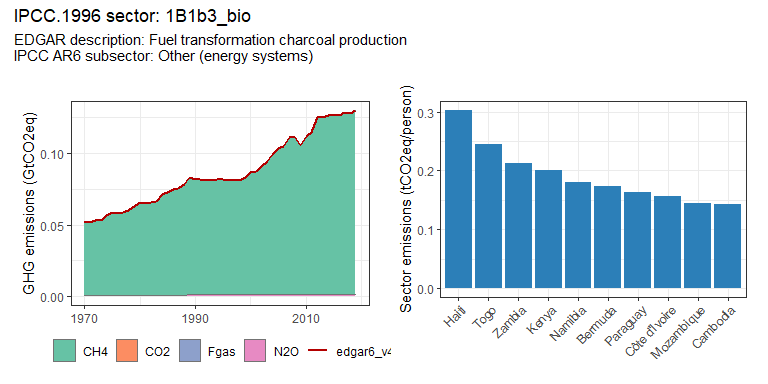 IPCC.1996 sector: 1B1b3_bio
EDGAR description: Fuel transformation charcoal production
IPCC AR6 subsector: Other (energy systems)
GHG emissions (GtCO2eq)
0.10
0.05
0.00
1970
1990
2010
CH4
CO2
Fgas
N2O
edgar6_v4
Sector emissions (tCO2eq/person)
0.3
0.2
0.1
0.0
Haiti
Togo
Zambia
Kenya
Namibia
Bermuda
Paraguay
Côte d'Ivoire
Mozambique
Cambodia